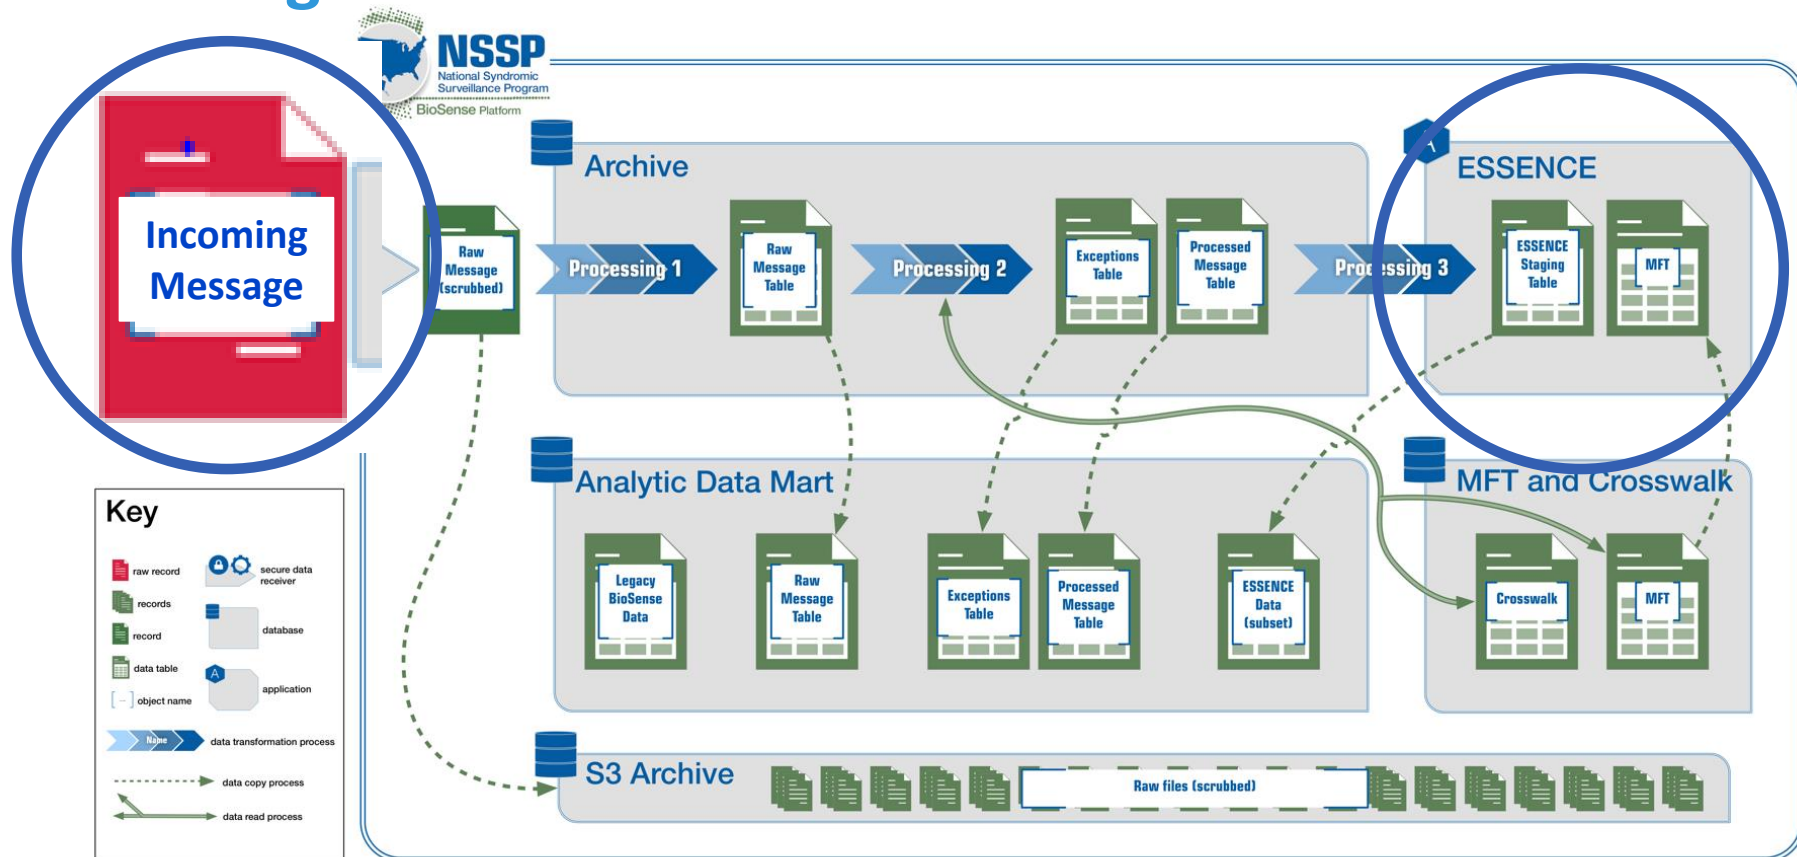 NSSP
National Syndromic
Surveillance Program
BioSense Platform
Incoming
Message
Raw
Message
(scrubbed)
Archive
Processing 1
Raw
Message
Table
Processing 2
Exceptions
Table
Processed
Message
Table
Processing 3
ESSENCE
ESSENCE
Staging
Table
MFT
Analytic Data Mart
Legacy
BioSense
Data
Raw
Message
Table
Exceptions
Table
Processed
Message
Table
ESSENCE
Data
(subset)
MFT and Crosswalk
Crosswalk
MFT
S3 Archive
Raw files (scrubbed)
Key
raw record
records
record
data table
[ ... ] object name
secure data
receiver
database
A
application
Name
data transformation process
data copy process
data read process